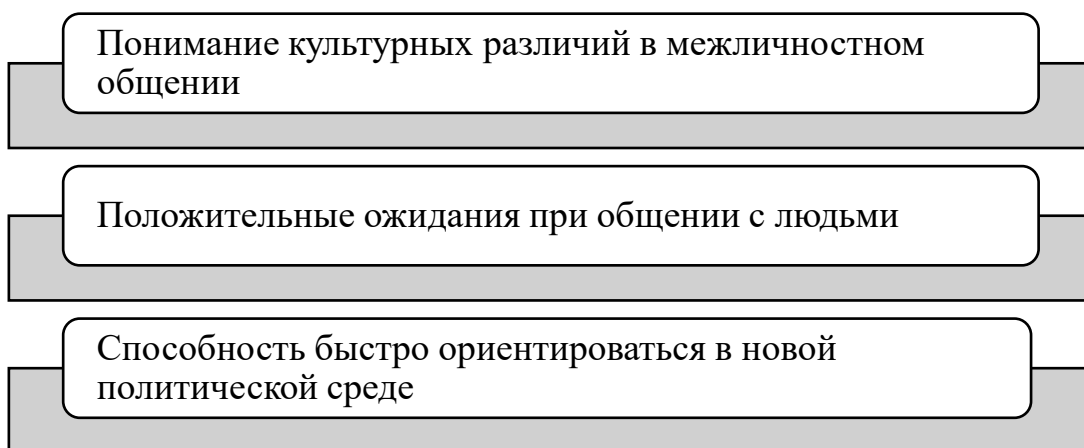 Понимание культурных различий в межличностном
общении
Положительные ожидания при общении с людьми
Способность быстро ориентироваться в новой
политической среде